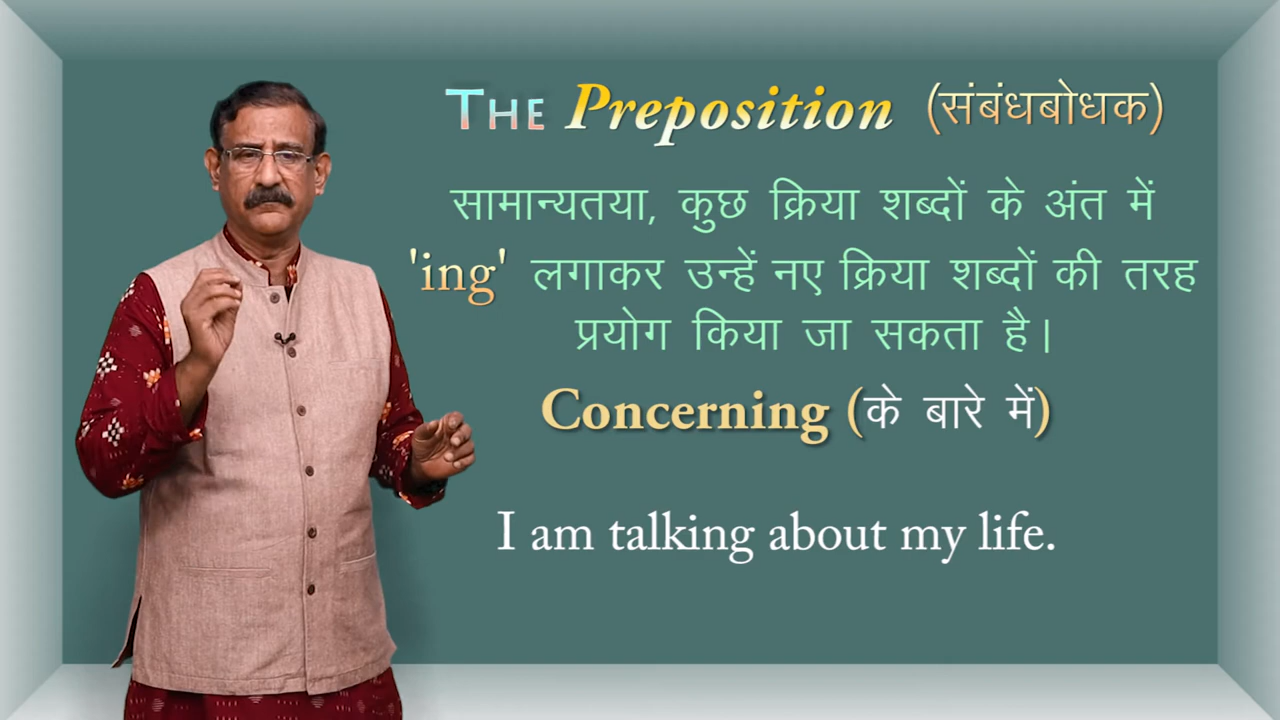 THE Preposition (संबंधबोधक)
सामान्यतया, कुछ क्रिया शब्दों के अंत में
'ing' लगाकर उन्हें नए क्रिया शब्दों की तरह
प्रयोग किया जा सकता है।
Concerning (के बारे में)
I am talking about my life.